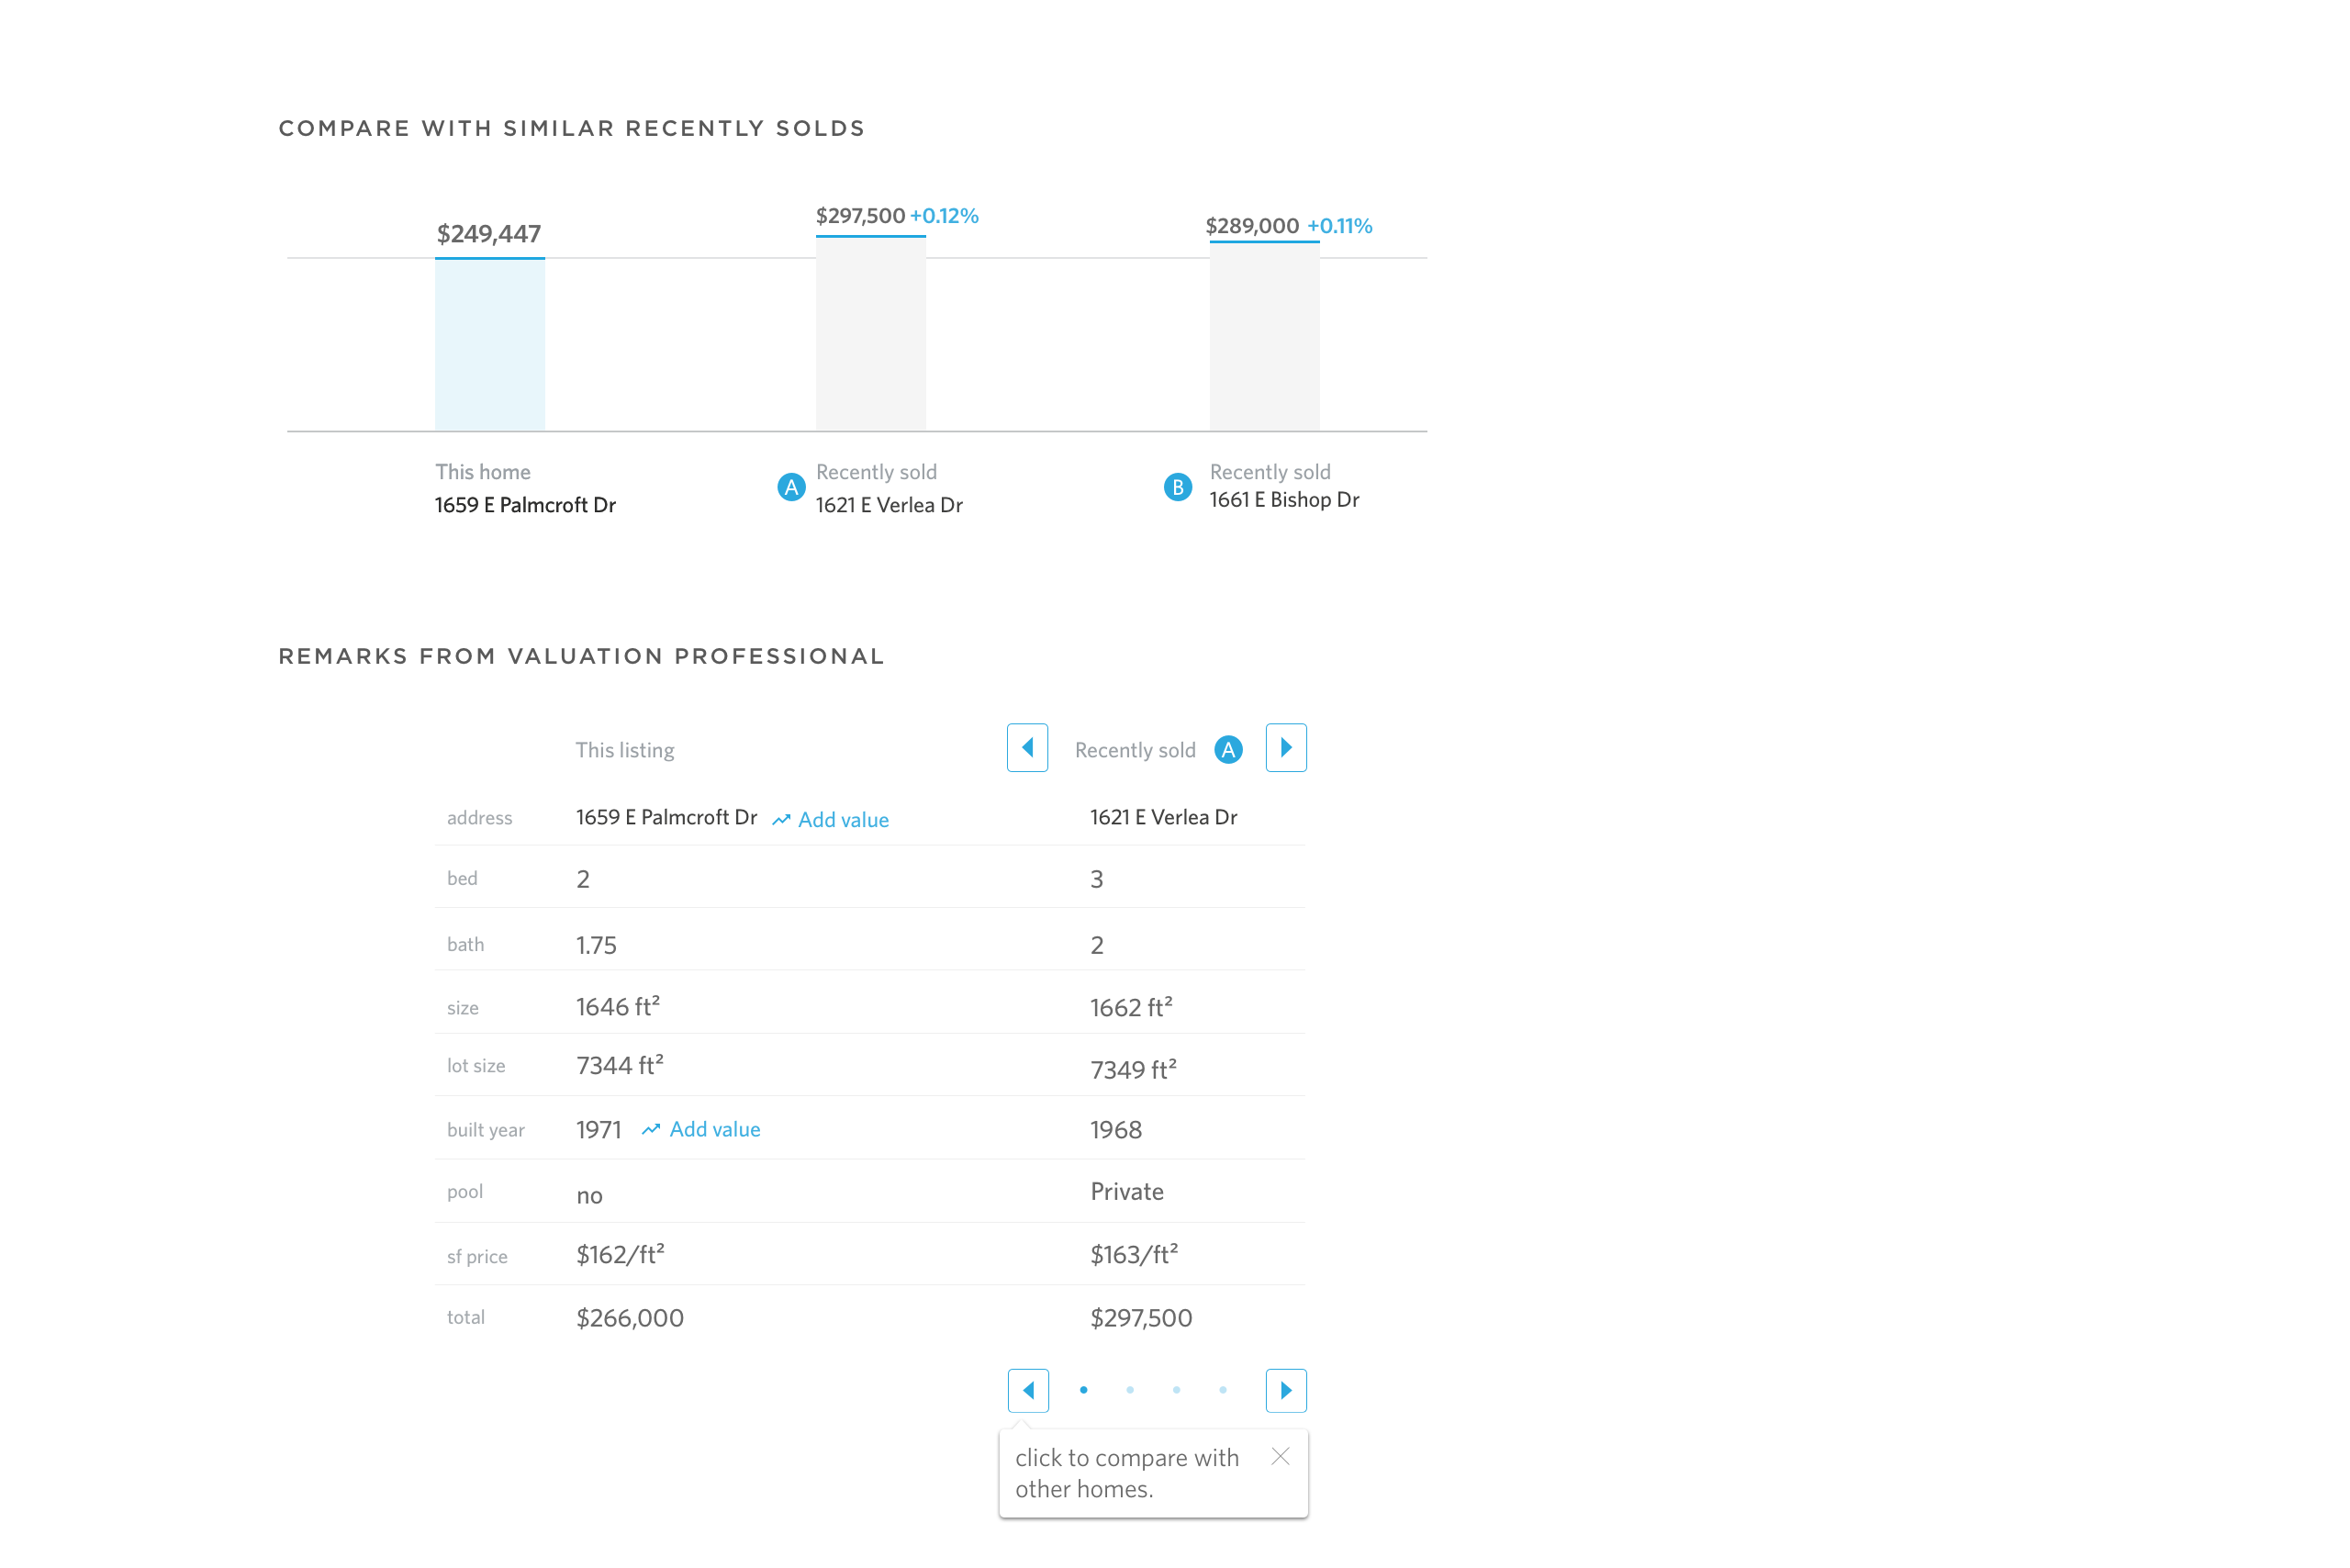 COMPARE WITH SIMILAR RECENTLY SOLDS
$249,447
$297,500 +0.12%
$289,000 +0.11%
This home
1659 E Palmcroft Dr
A
Recently sold
1621 E Verlea Dr
B
Recently sold
1661 E Bishop Dr
REMARKS FROM VALUATION PROFESSIONAL
This listing Recently sold A
address 1659 E Palmcroft Dr Add value 1621 E Verlea Dr
bed 2 3
bath 1.75 2
size 1646 ft² 1662 ft²
lot size 7344 ft² 7349 ft²
built year 1971 Add value 1968
pool no Private
sf price $162/ft² $163/ft²
total $266,000 $297,500
click to compare with
other homes.